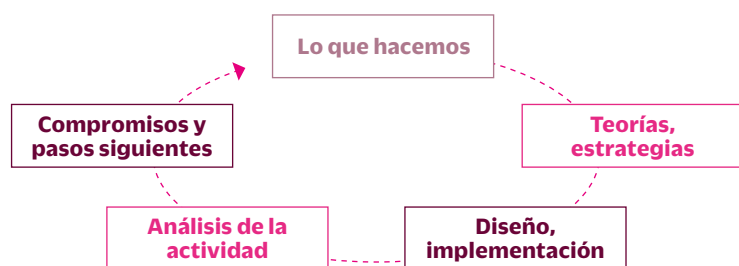 Lo que hacemos
Teorías,
estrategias
Diseño,
implementación
Análisis de la
actividad
Compromisos y
pasos siguientes